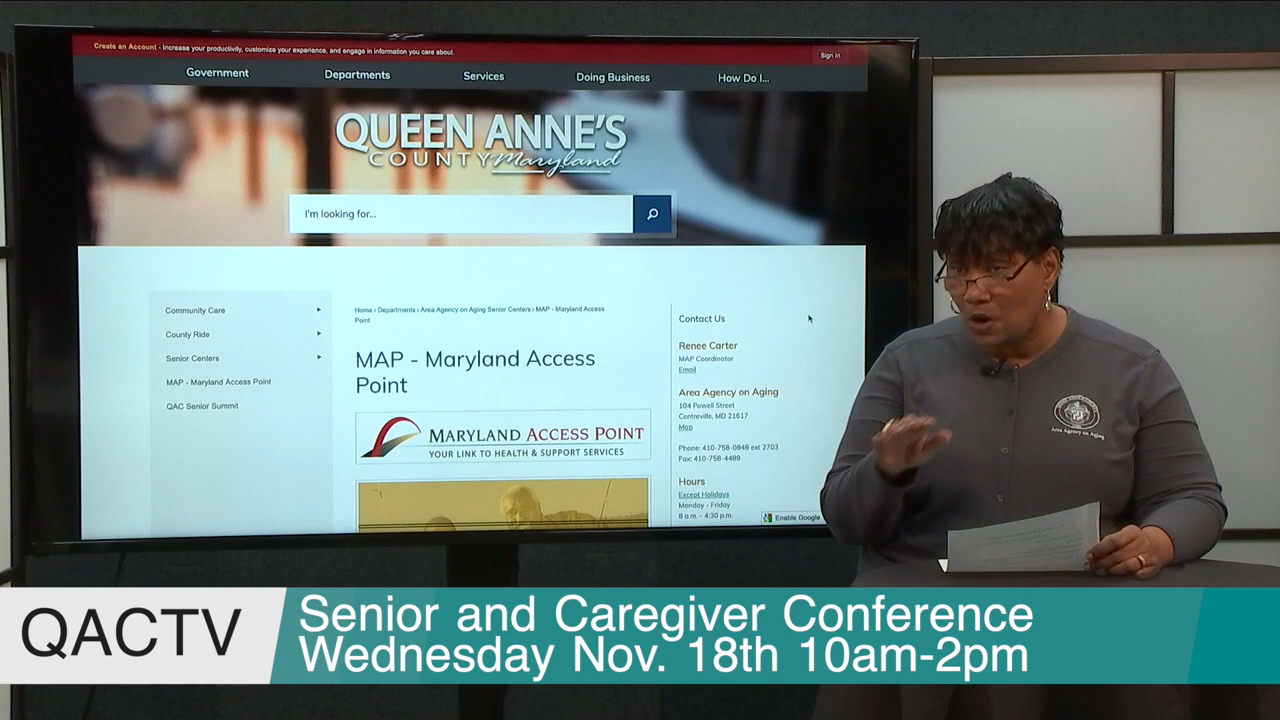 Create an Account - Increase your productivity, customize your experience, and engage in information you care about.
Sign In
Government
Departments
Services
Doing Business
How Do I...
QUEEN ANNE'S
COUNTY Maryland
I'm looking for...
Community Care
County Ride
Senior Centers
MAP - Maryland Access Point
QAC Senior Summit
Home › Departments › Area Agency on Aging Senior Centers › MAP - Maryland Access
Point
MAP - Maryland Access
Point
MARYLAND ACCESS POINT
YOUR LINK TO HEALTH & SUPPORT SERVICES
Contact Us
Renee Carter
MAP Coordinator
Email
Area Agency on Aging
104 Powell Street
Centreville, MD 21617
Map
Phone: 410-758-0848 ext 2703
Fax: 410-758-4489
Hours
Except Holidays
Monday - Friday
8 a.m. - 4:30 p.m.
Enable Google
Area Agency on Aging
QACTV
Senior and Caregiver Conference
Wednesday Nov. 18th 10am-2pm